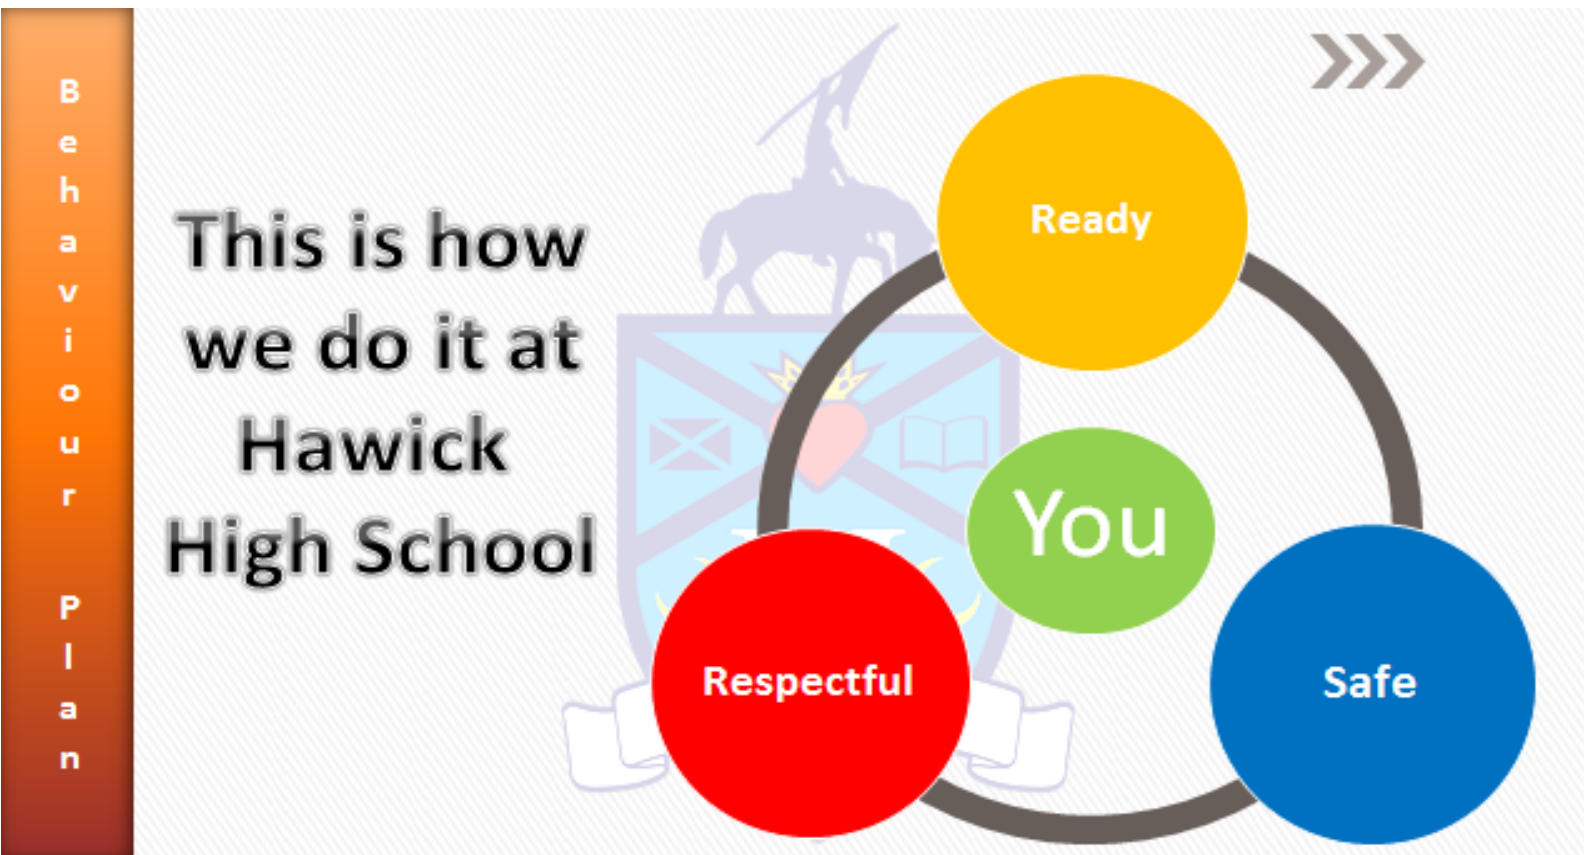 Behaviour Plan
This is how
we do it at
Hawick
High School
Ready
You
Respectful
Safe